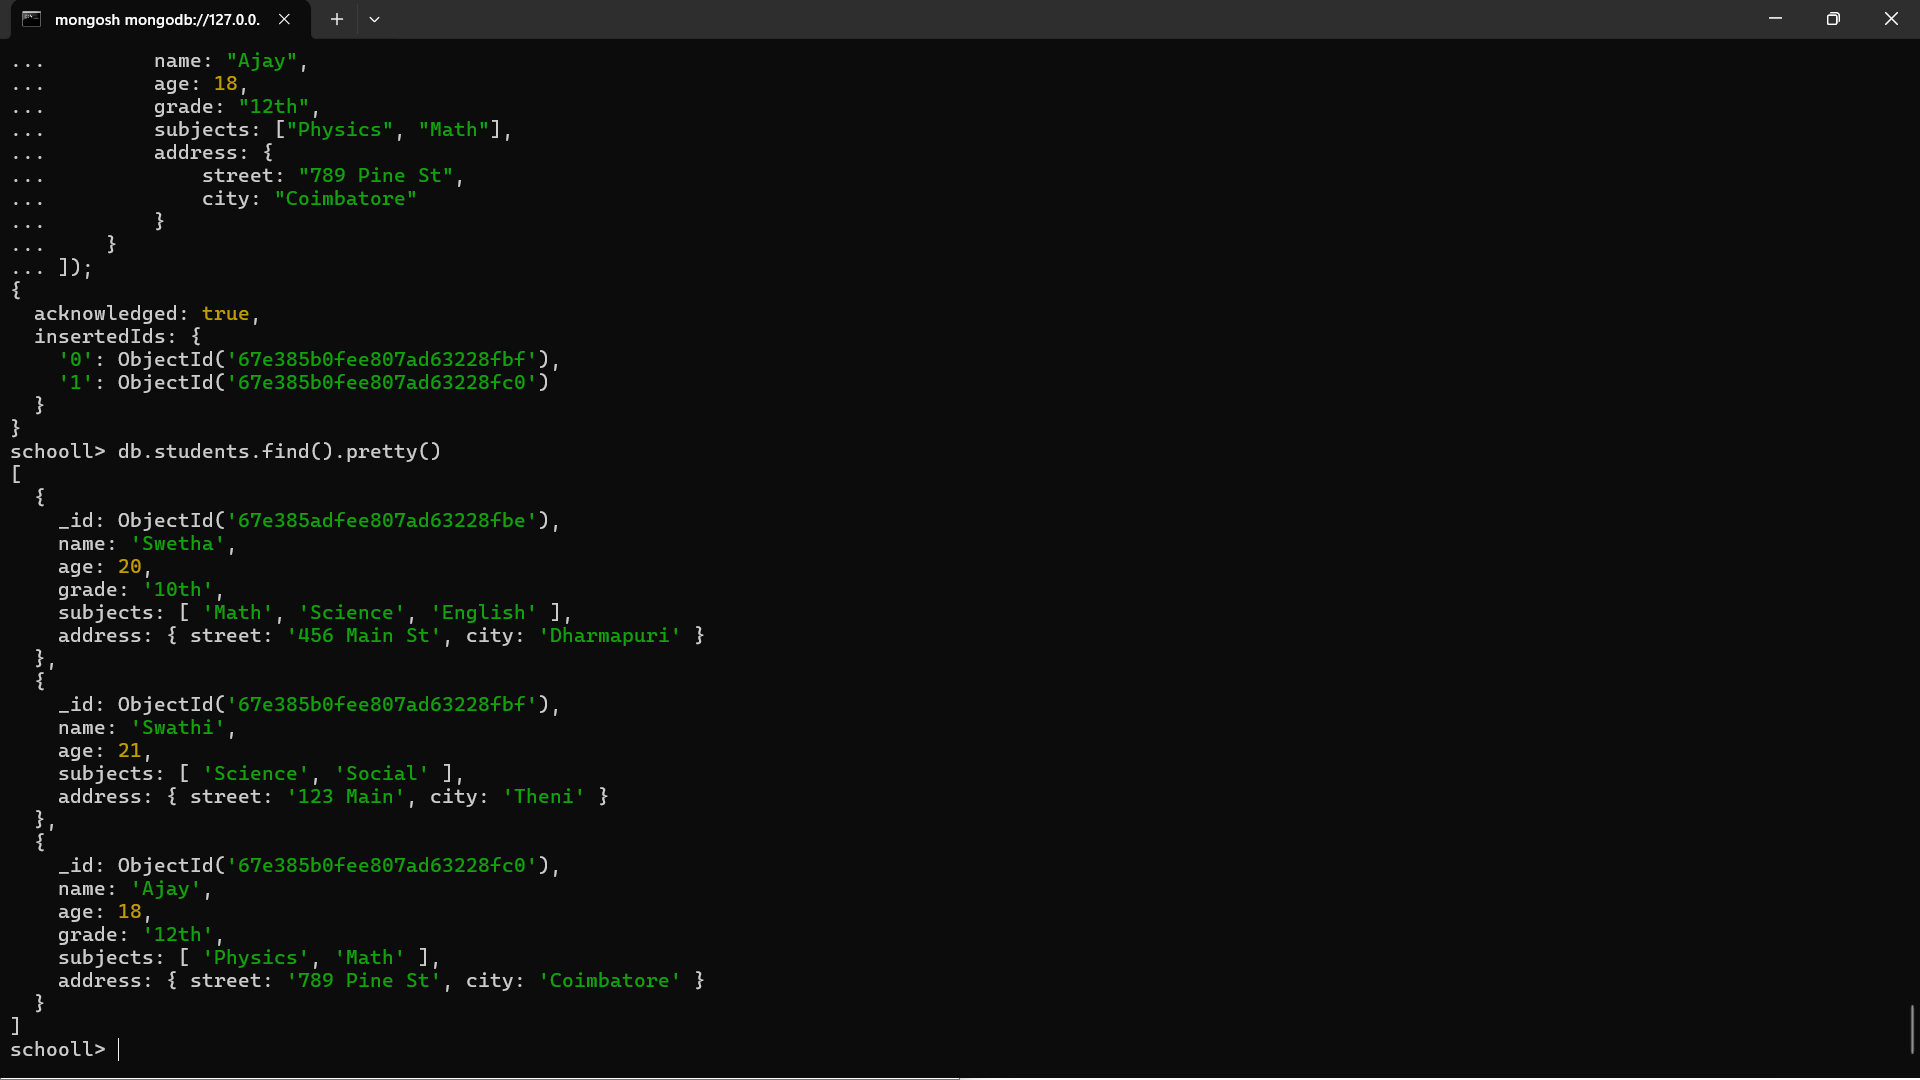 mongosh mongodb://127.0.0.
...         name: "Ajay",
...         age: 18,
...         grade: "12th",
...         subjects: ["Physics", "Math"],
...         address: {
...             street: "789 Pine St",
...             city: "Coimbatore"
...         }
...     }
... ]);
{
  acknowledged: true,
  insertedIds: {
    '0': ObjectId('67e385b0fee807ad63228fbf'),
    '1': ObjectId('67e385b0fee807ad63228fc0')
  }
}
schooll> db.students.find().pretty()
[
  {
    _id: ObjectId('67e385adfee807ad63228fbe'),
    name: 'Swetha',
    age: 20,
    grade: '10th',
    subjects: [ 'Math', 'Science', 'English' ],
    address: { street: '456 Main St', city: 'Dharmapuri' }
  },
  {
    _id: ObjectId('67e385b0fee807ad63228fbf'),
    name: 'Swathi',
    age: 21,
    subjects: [ 'Science', 'Social' ],
    address: { street: '123 Main', city: 'Theni' }
  },
  {
    _id: ObjectId('67e385b0fee807ad63228fc0'),
    name: 'Ajay',
    age: 18,
    grade: '12th',
    subjects: [ 'Physics', 'Math' ],
    address: { street: '789 Pine St', city: 'Coimbatore' }
  }
]
schooll>